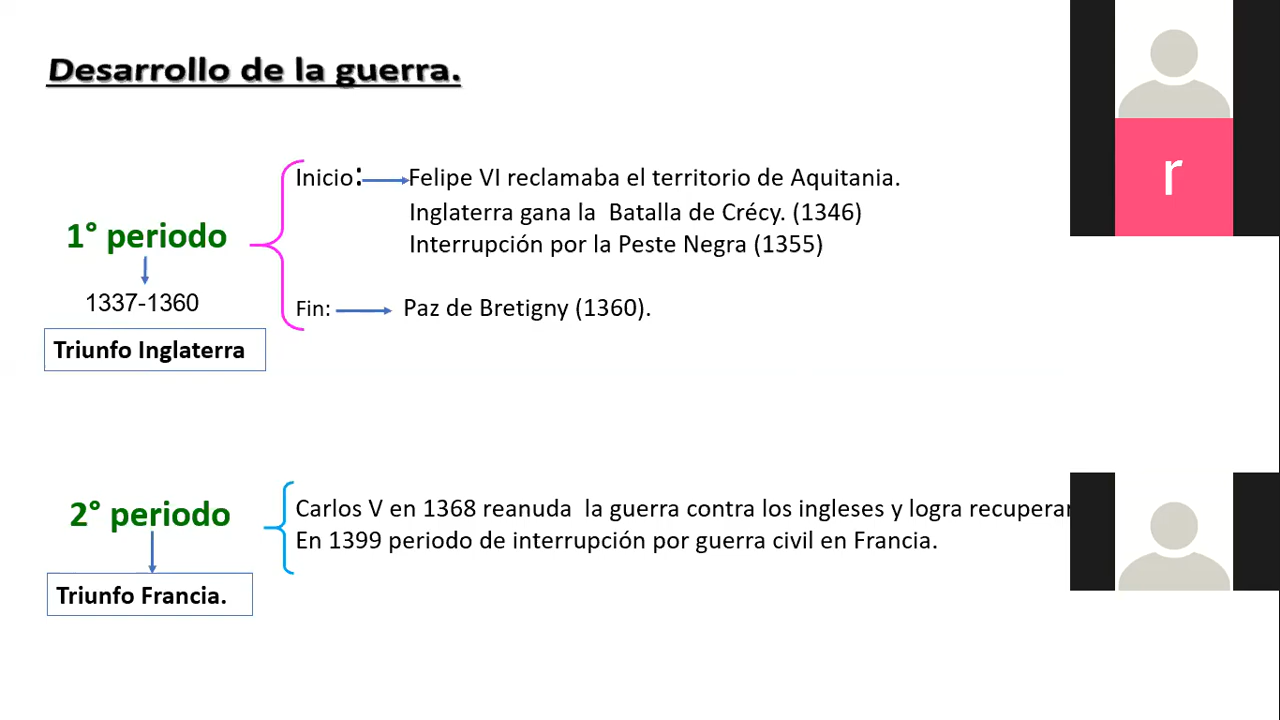 Desarrollo de la guerra.
Inicio: Felipe VI reclamaba el territorio de Aquitania.
Inglaterra gana la Batalla de Crécy. (1346)
1° periodo
Interrupción por la Peste Negra (1355)
1337-1360
Fin: Paz de Bretigny (1360).
Triunfo Inglaterra
2° periodo
Carlos V en 1368 reanuda la guerra contra los ingleses y logra recuperar
En 1399 periodo de interrupción por guerra civil en Francia.
Triunfo Francia.
r